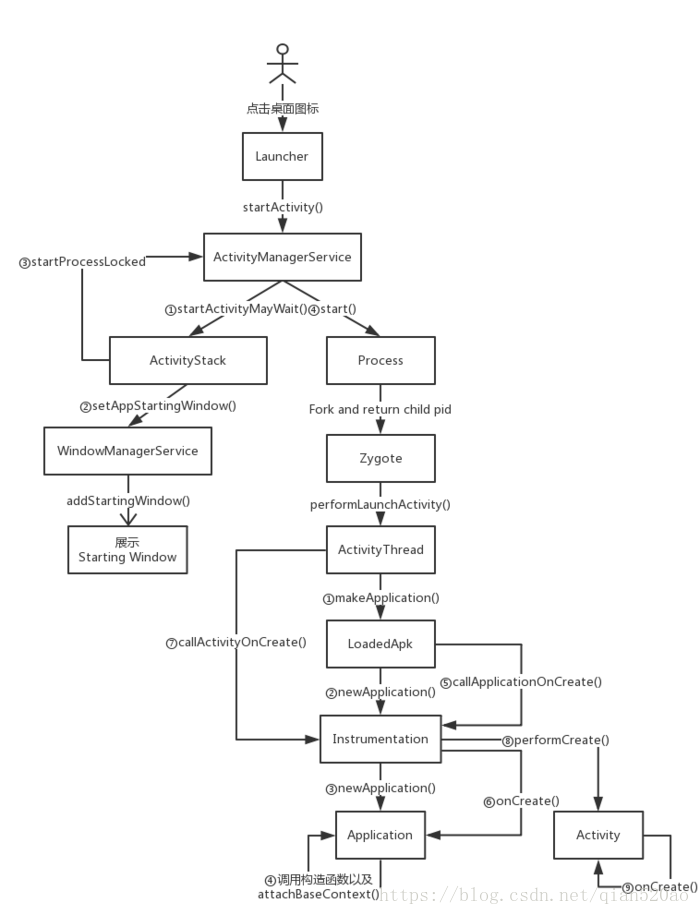 点击桌面图标
Launcher
startActivity()
③startProcessLocked
ActivityManagerService
①startActivityMayWait()
④start()
ActivityStack
Process
②setAppStartingWindow()
Fork and return child pid
WindowManagerService
Zygote
addStartingWindow()
performLaunchActivity()
展示
Starting Window
ActivityThread
①makeApplication()
⑦callActivityOnCreate()
LoadedApk
⑤callApplicationOnCreate()
②newApplication()
Instrumentation
⑧performCreate()
③newApplication()
⑥onCreate()
Application
Activity
④调用构造函数以及
attachBaseContext()
⑨onCreate()
https://blog.csdn.net/qian520ao